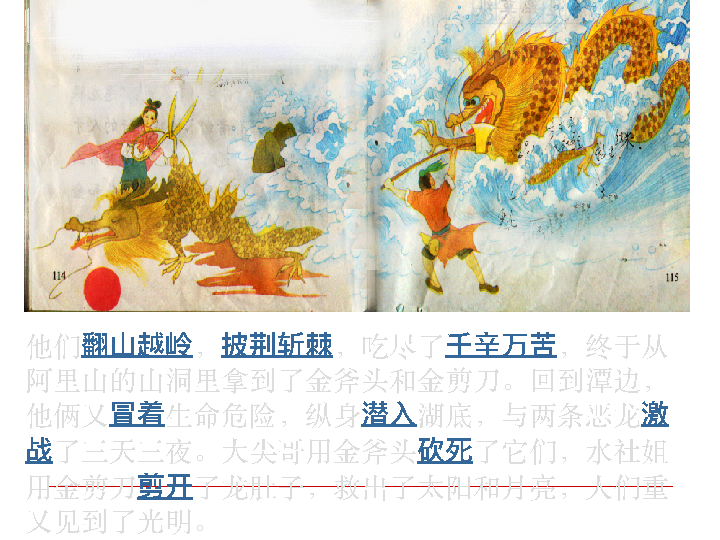 114
115
他们翻山越岭，披荆斩棘，吃尽了千辛万苦，终于从
阿里山的山洞里拿到了金斧头和金剪刀。回到潭边，
他俩又冒着生命危险，纵身潜入湖底，与两条恶龙激
战了三天三夜。大尖哥用金斧头砍死了它们，水社姐
用金剪刀剪开了龙肚子，救出了太阳和月亮，人们重
又见到了光明。